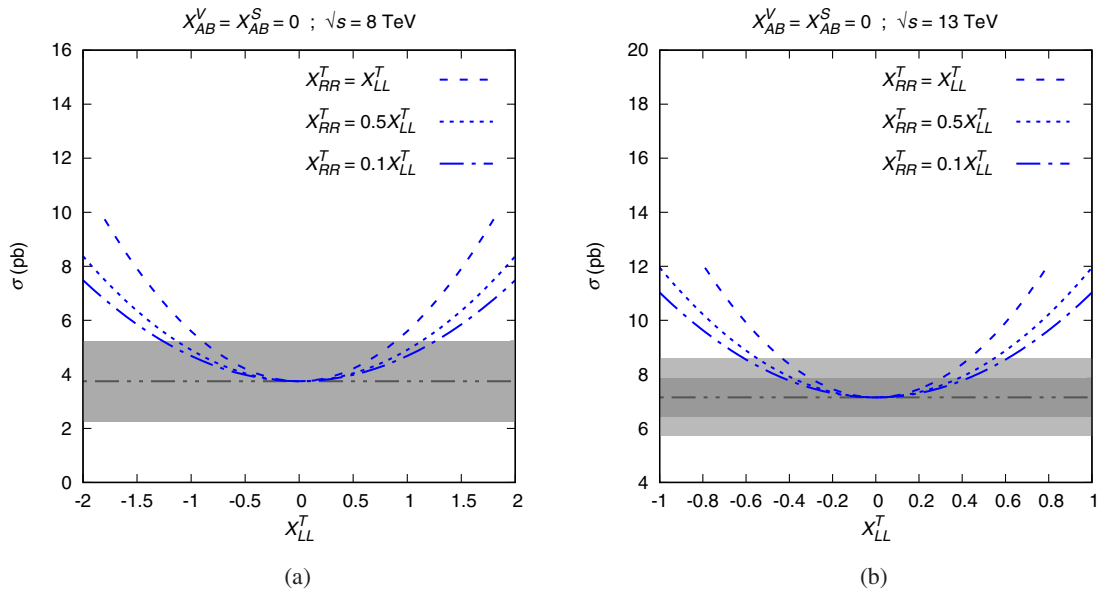 X^V_AB = X^S_AB = 0 ; √s = 8 TeV
16
14
12
10
8
6
4
2
0
σ (pb)
X^T_RR = X^T_LL
X^T_RR = 0.5X^T_LL
X^T_RR = 0.1X^T_LL
-2 -1.5 -1 -0.5 0 0.5 1 1.5 2
X^T_LL
(a)
X^V_AB = X^S_AB = 0 ; √s = 13 TeV
20
18
16
14
12
10
8
6
4
σ (pb)
X^T_RR = X^T_LL
X^T_RR = 0.5X^T_LL
X^T_RR = 0.1X^T_LL
-1 -0.8 -0.6 -0.4 -0.2 0 0.2 0.4 0.6 0.8 1
X^T_LL
(b)